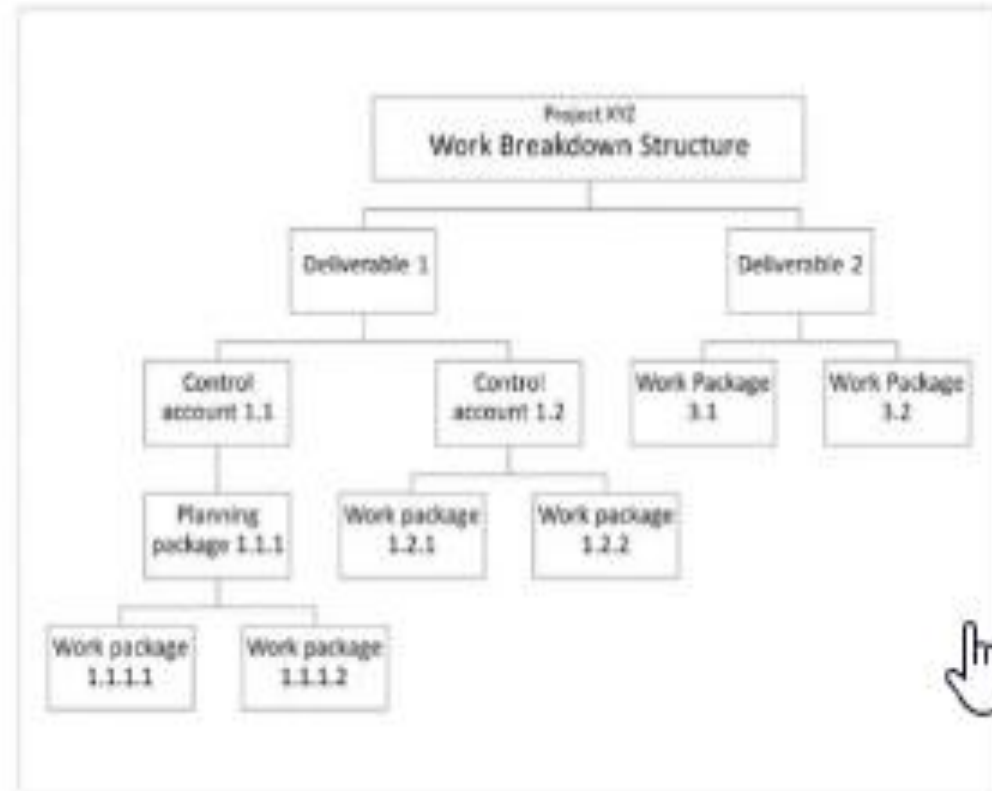 Project XYZ
Work Breakdown Structure
Deliverable 1
Deliverable 2
Control
account 1.1
Control
account 1.2
Work Package
3.1
Work Package
3.2
Planning
package 1.1.1
Work package
1.2.1
Work package
1.2.2
Work package
1.1.1.1
Work package
1.1.1.2